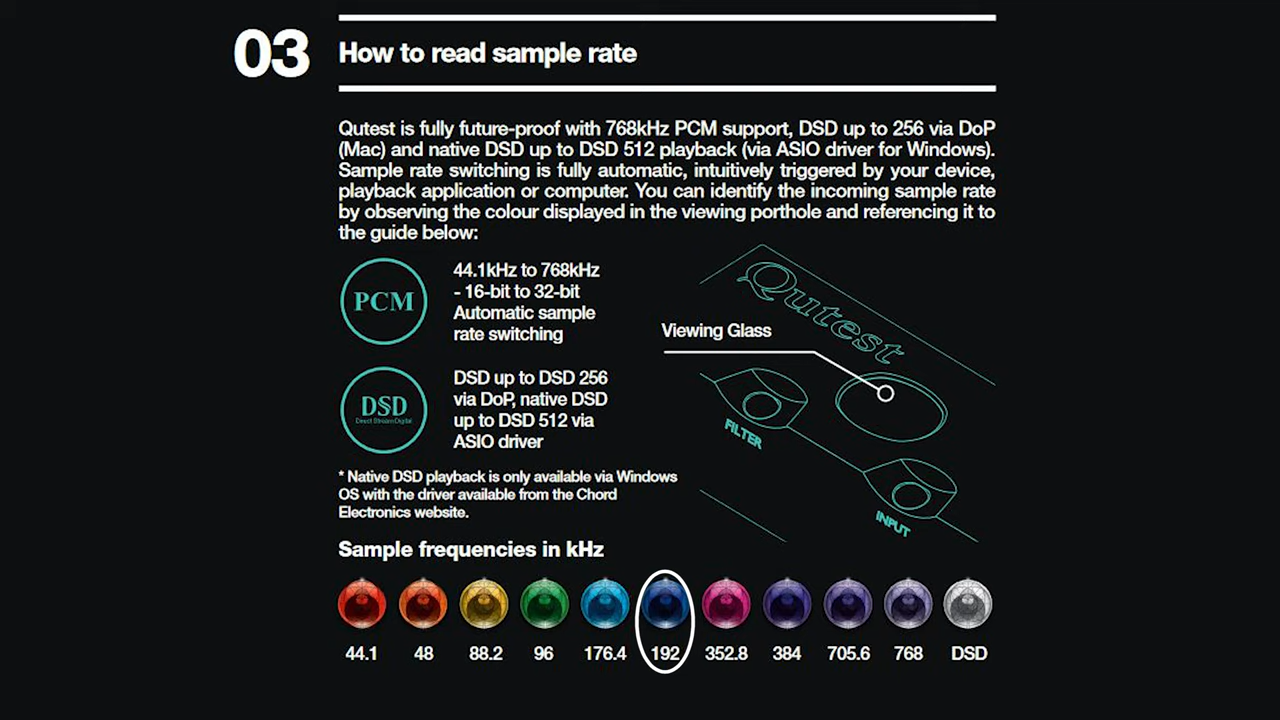 03
How to read sample rate
Qutest is fully future-proof with 768kHz PCM support, DSD up to 256 via DoP
(Mac) and native DSD up to DSD 512 playback (via ASIO driver for Windows).
Sample rate switching is fully automatic, intuitively triggered by your device,
playback application or computer. You can identify the incoming sample rate
by observing the colour displayed in the viewing porthole and referencing it to
the guide below:
PCM
44.1kHz to 768kHz
- 16-bit to 32-bit
Automatic sample
rate switching
DSD
Direct Stream Digital
DSD up to DSD 256
via DoP, native DSD
up to DSD 512 via
ASIO driver
Qutest
Viewing Glass
FILTER
INPUT
* Native DSD playback is only available via Windows
OS with the driver available from the Chord
Electronics website.
Sample frequencies in kHz
44.1 48 88.2 96 176.4 192 352.8 384 705.6 768 DSD